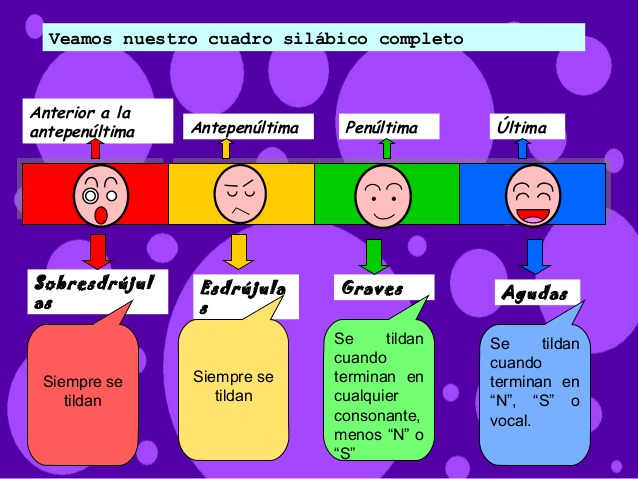 Veamos nuestro cuadro silábico completo
Anterior a la
antepenúltima
Antepenúltima
Penúltima
Última
Sobresdrújul
as
Esdrújula
s
Graves
Agudas
Siempre se
tildan
Siempre se
tildan
Se tildan
cuando
terminan en
cualquier
consonante,
menos “N” o
“S”
Se tildan
cuando
terminan en
“N”, “S” o
vocal.